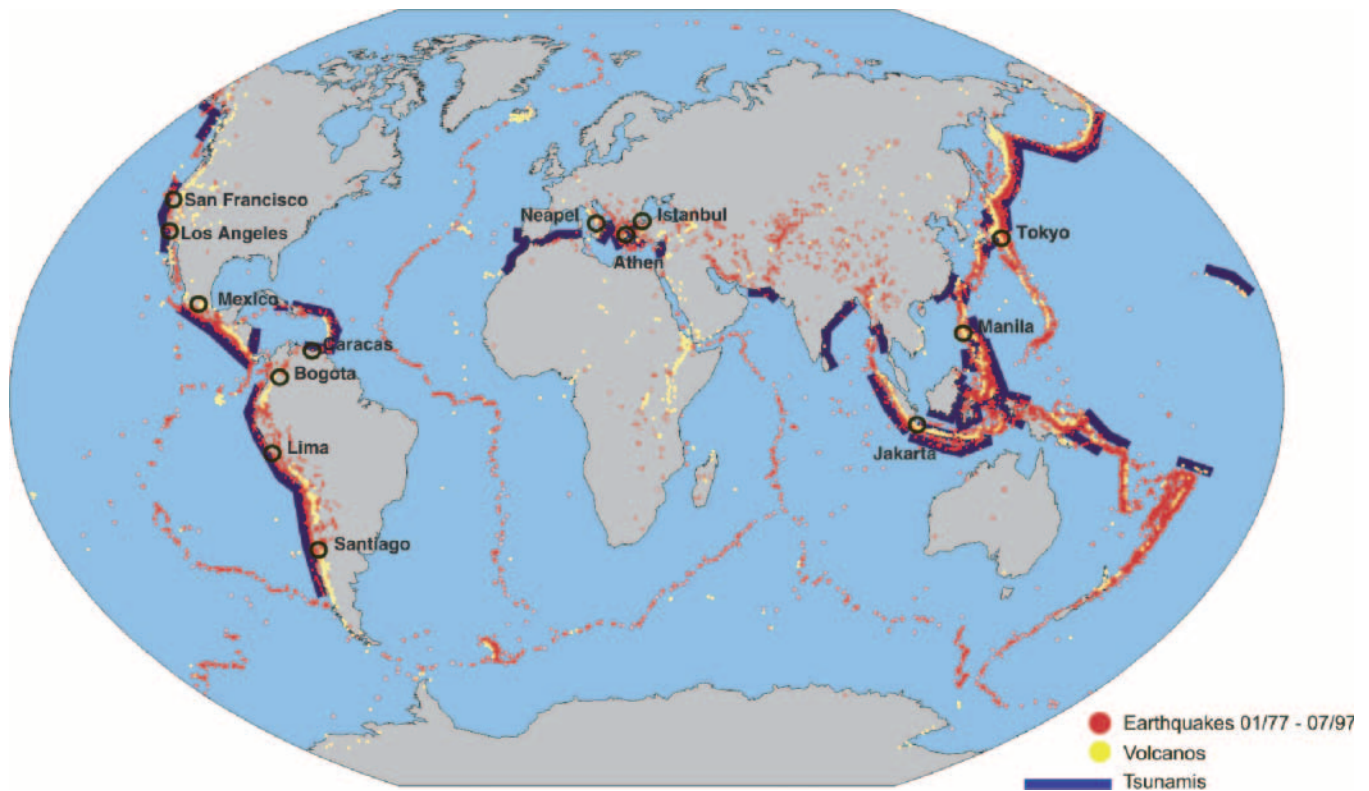 San Francisco
Neapel
Istanbul
Los Angeles
Tokyo
Athen
Mexico
Manila
Caracas
Bogota
Lima
Jakarta
Santiago
Earthquakes 01/77 - 07/97
Volcanos
Tsunamis